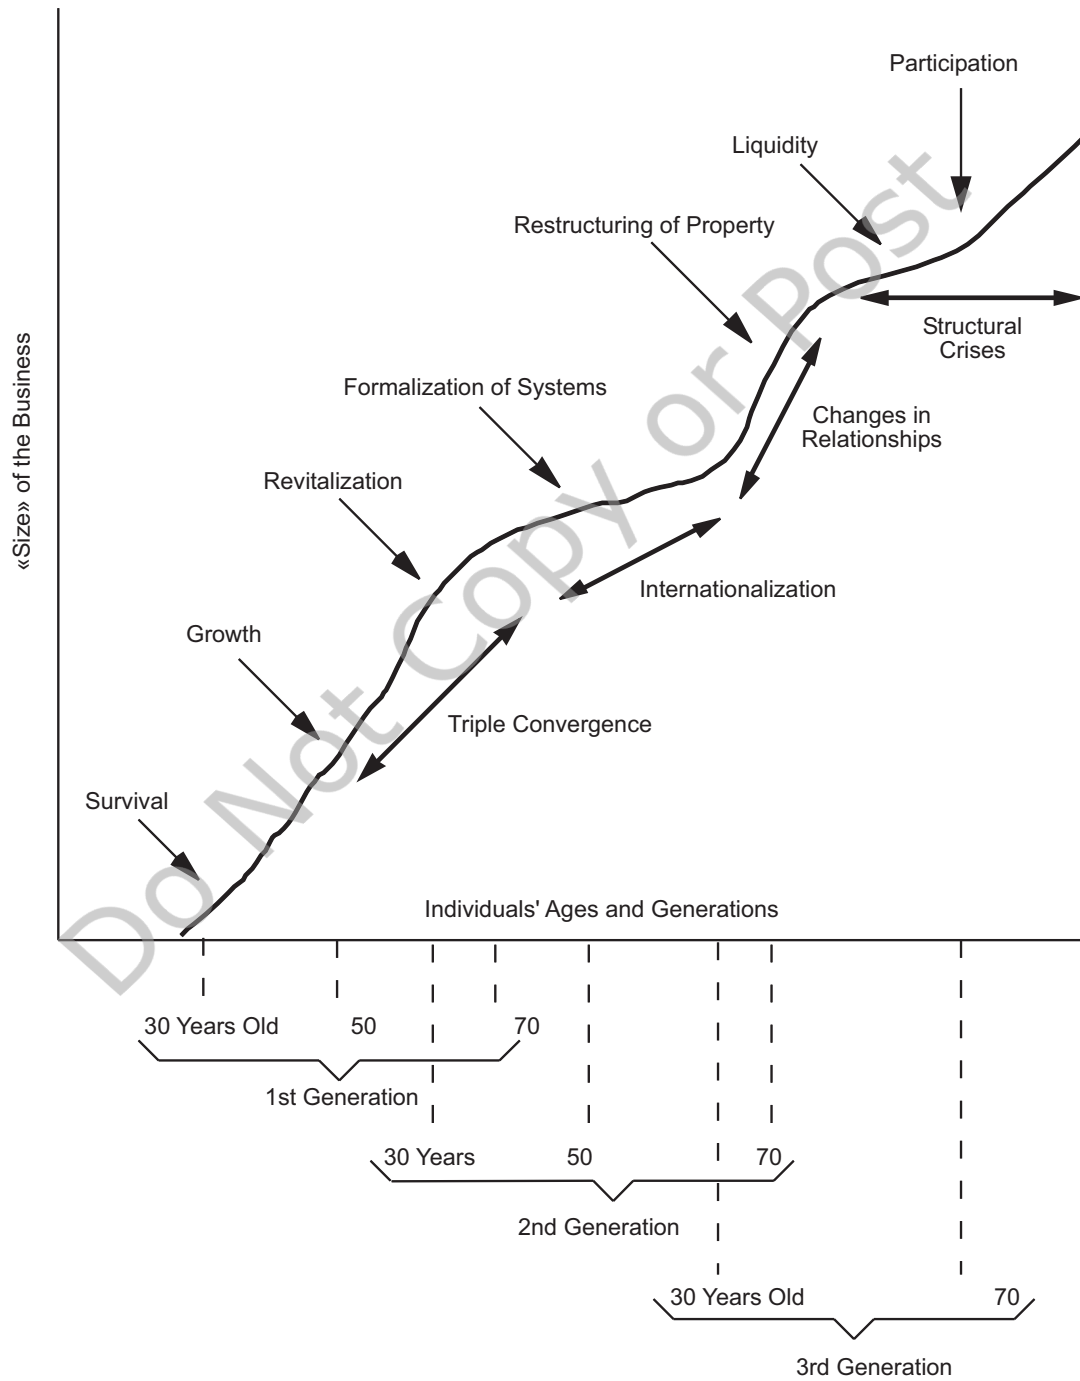 Participation
Liquidity
Restructuring of Property
Structural
Crises
«Size» of the Business
Formalization of Systems
Changes in
Relationships
Revitalization
Internationalization
Growth
Triple Convergence
Survival
Individuals' Ages and Generations
30 Years Old 50 70
1st Generation
30 Years 50 70
2nd Generation
30 Years Old 70
3rd Generation
Do Not Copy or Post